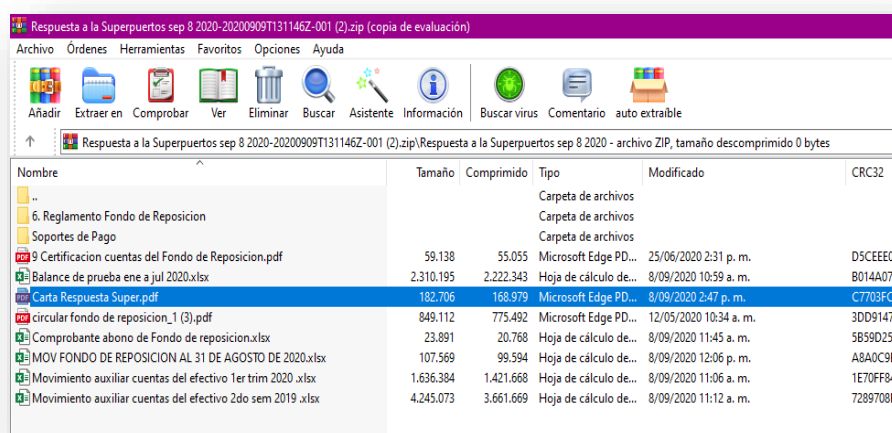 Respuesta a la Superpuertos sep 8 2020-20200909T131146Z-001 (2).zip (copia de evaluación)
Archivo Órdenes Herramientas Favoritos Opciones Ayuda
Añadir Extraer en Comprobar Ver Eliminar Buscar Asistente Información Buscar virus Comentario auto extraíble
Respuesta a la Superpuertos sep 8 2020-20200909T131146Z-001 (2).zip\Respuesta a la Superpuertos sep 8 2020 - archivo ZIP, tamaño descomprimido 0 bytes
Nombre Tamaño Comprimido Tipo Modificado CRC32
.. Carpeta de archivos
6. Reglamento Fondo de Reposicion Carpeta de archivos
Soportes de Pago Carpeta de archivos
9 Certificacion cuentas del Fondo de Reposicion.pdf 59.138 55.055 Microsoft Edge PD... 25/06/2020 2:31 p. m. D5CEEEC
Balance de prueba ene a jul 2020.xlsx 2.310.195 2.222.343 Hoja de cálculo de... 8/09/2020 10:59 a. m. B014A07
Carta Respuesta Super.pdf 182.706 168.979 Microsoft Edge PD... 8/09/2020 2:47 p. m. C7703FC
circular fondo de reposicion_1 (3).pdf 849.112 775.492 Microsoft Edge PD... 12/05/2020 10:34 a. m. 3DD9147
Comprobante abono de Fondo de reposicion.xlsx 23.891 20.768 Hoja de cálculo de... 8/09/2020 11:45 a. m. 5B59D25
MOV FONDO DE REPOSICION AL 31 DE AGOSTO DE 2020.xlsx 107.569 99.594 Hoja de cálculo de... 8/09/2020 12:06 p. m. A8A0C9
Movimiento auxiliar cuentas del efectivo 1er trim 2020 .xlsx 1.636.384 1.421.668 Hoja de cálculo de... 8/09/2020 11:06 a. m. 1E70FF84
Movimiento auxiliar cuentas del efectivo 2do sem 2019 .xlsx 4.245.073 3.661.669 Hoja de cálculo de... 8/09/2020 11:12 a. m. 7289708